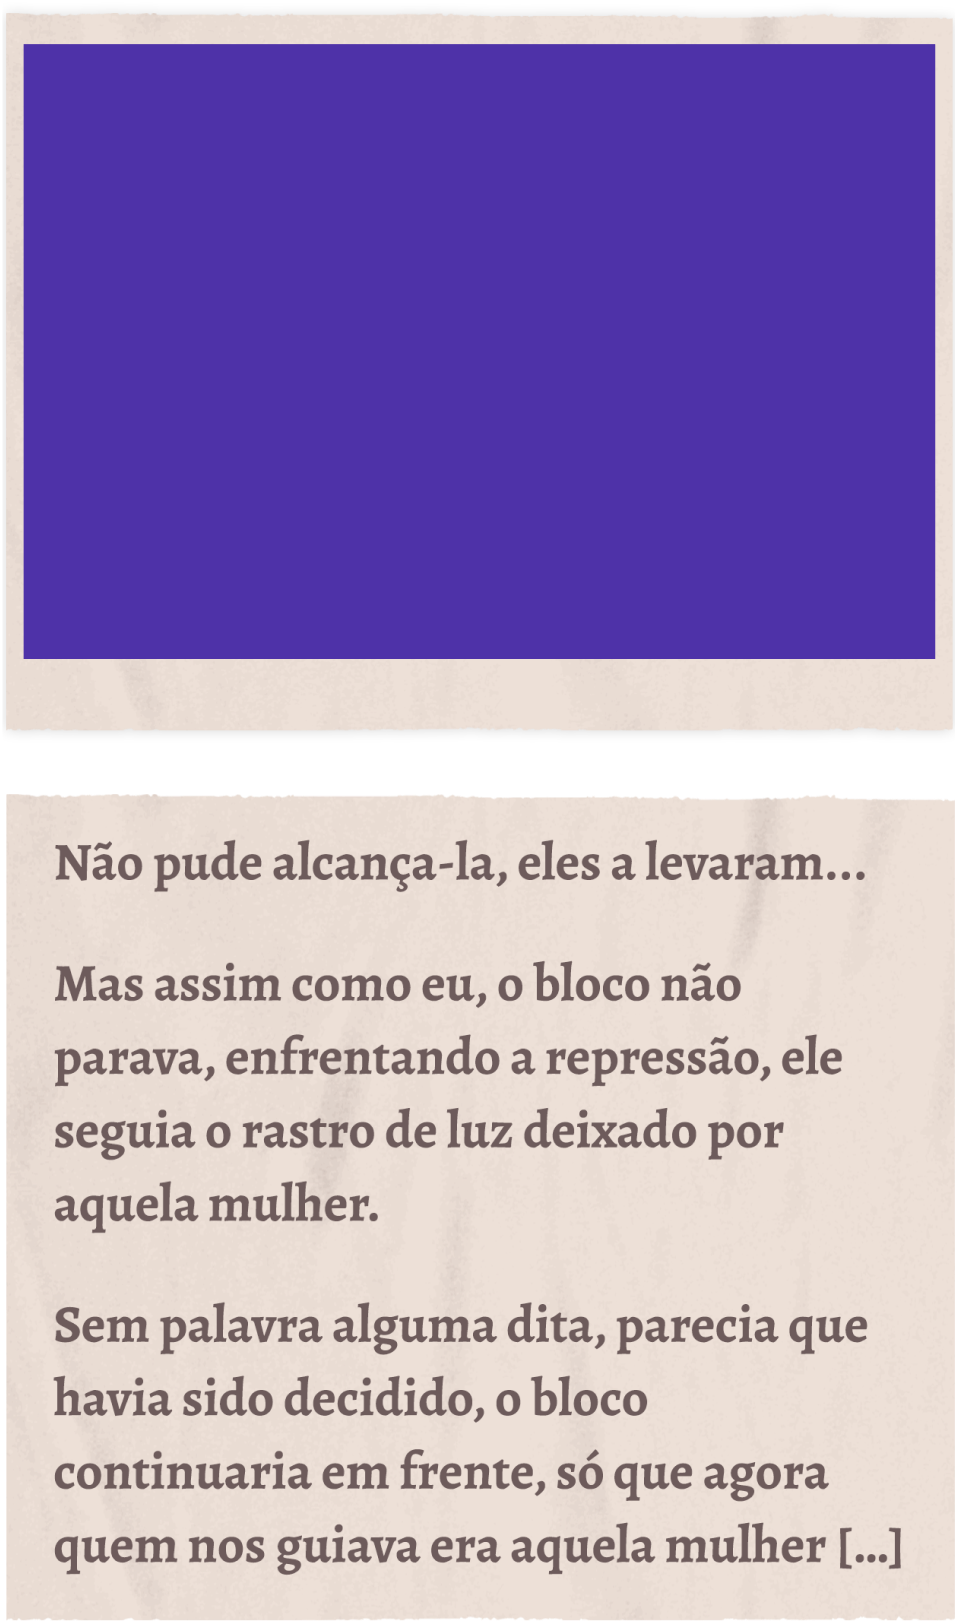 Não pude alcança-la, eles a levaram...
Mas assim como eu, o bloco não
parava, enfrentando a repressão, ele
seguia o rastro de luz deixado por
aquela mulher.
Sem palavra alguma dita, parecia que
havia sido decidido, o bloco
continuaria em frente, só que agora
quem nos guiava era aquela mulher [...]